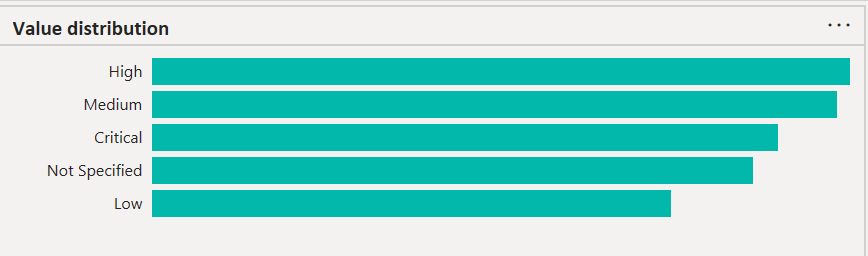 Value distribution
High
Medium
Critical
Not Specified
Low